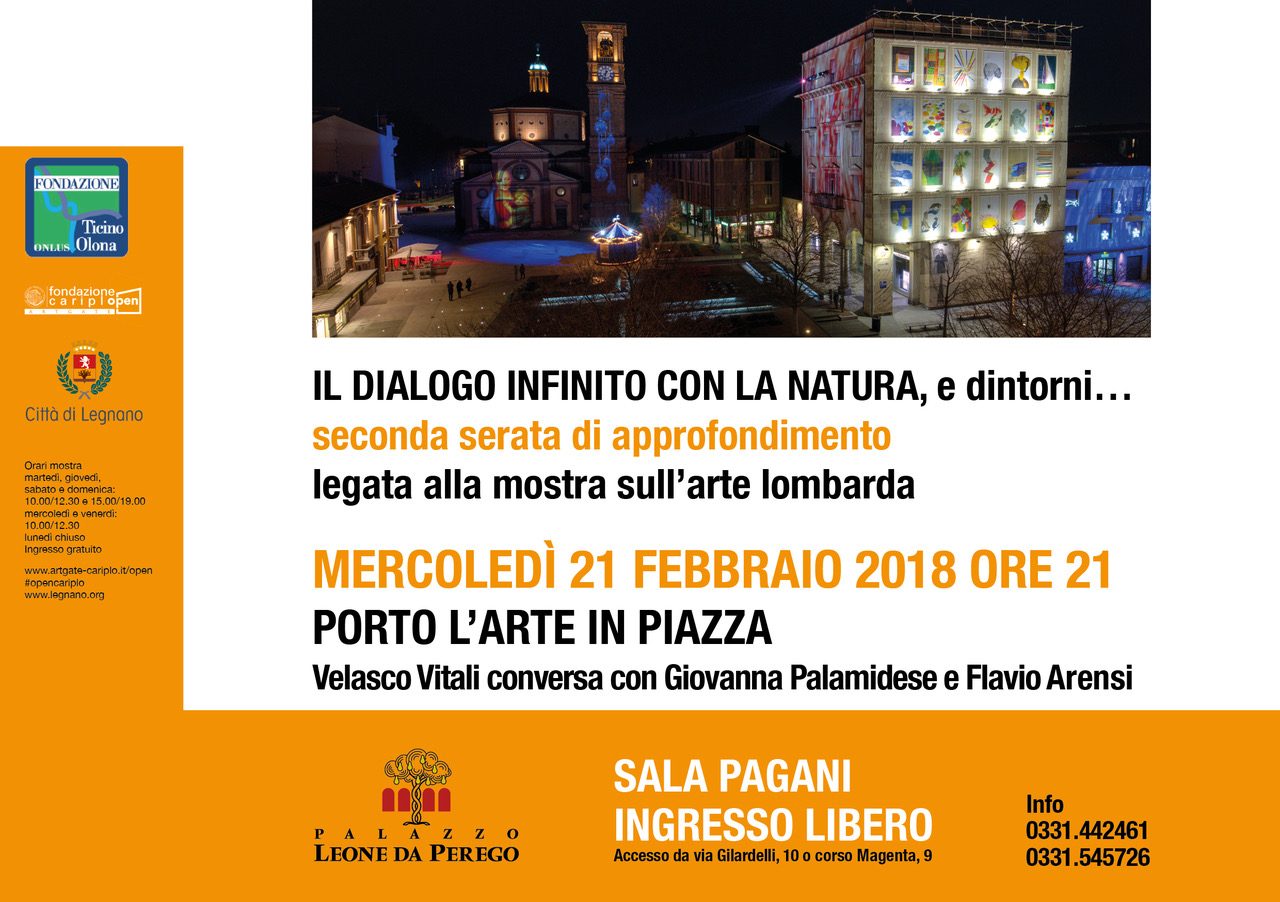 FONDAZIONE
Ticino
ONLUS Olona
fondazione
cariplo open
ARTGATE
Città di Legnano
Orari mostra
martedì, giovedì,
sabato e domenica:
10.00/12.30 e 15.00/19.00
mercoledì e venerdì:
10.00/12.30
lunedì chiuso
Ingresso gratuito
www.artgate-cariplo.it/open
#opencariplo
www.legnano.org
IL DIALOGO INFINITO CON LA NATURA, e dintorni…
seconda serata di approfondimento
legata alla mostra sull’arte lombarda
MERCOLEDÌ 21 FEBBRAIO 2018 ORE 21
PORTO L’ARTE IN PIAZZA
Velasco Vitali conversa con Giovanna Palamidese e Flavio Arensi
PALAZZO
LEONE DA PEREGO
SALA PAGANI
INGRESSO LIBERO
Accesso da via Gilardelli, 10 o corso Magenta, 9
Info
0331.442461
0331.545726